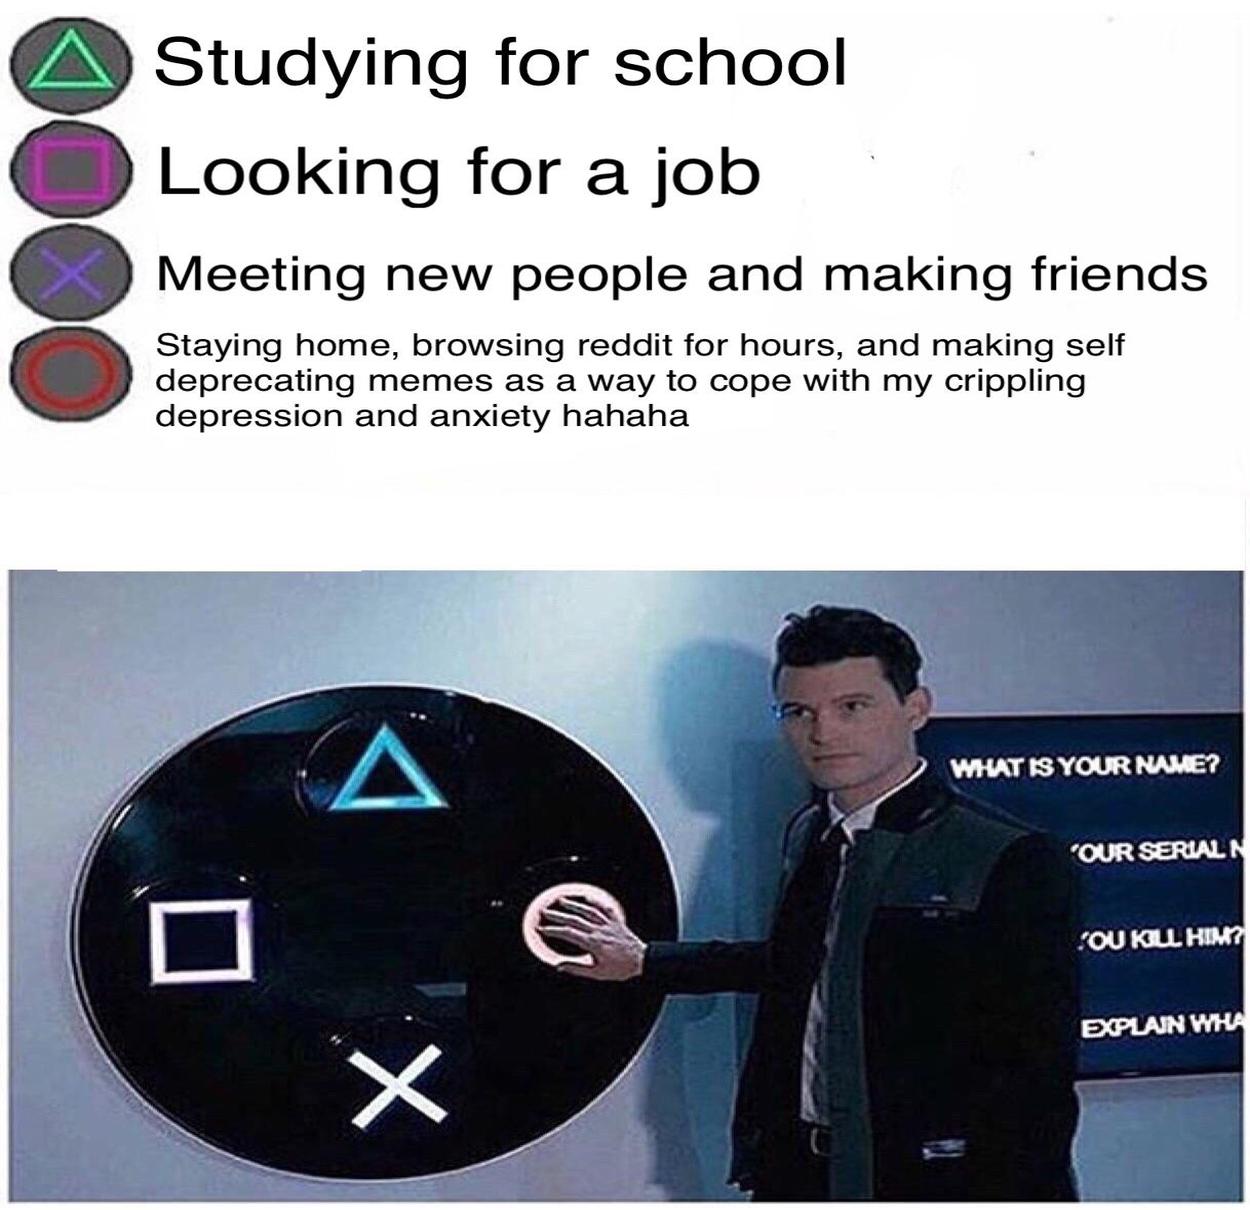 Studying for school
Looking for a job
Meeting new people and making friends
Staying home, browsing reddit for hours, and making self
deprecating memes as a way to cope with my crippling
depression and anxiety hahaha
WHAT IS YOUR NAME?
OUR SERIAL N
OU KILL HIM?
EXPLAIN WHA